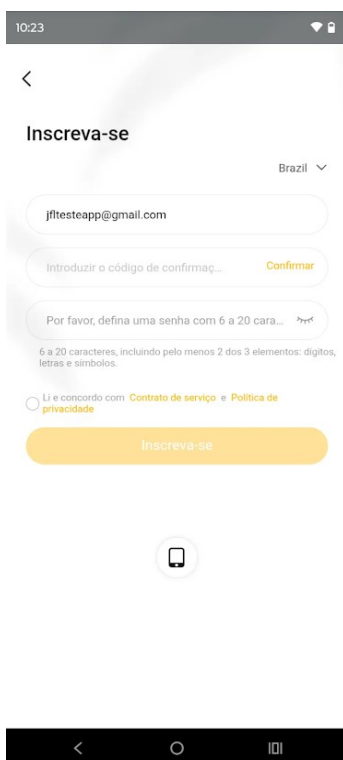 10:23
Inscreva-se
Brazil
jfltesteapp@gmail.com
Introduzir o código de confirmaç...
Confirmar
Por favor, defina uma senha com 6 a 20 cara...
6 a 20 caracteres, incluindo pelo menos 2 dos 3 elementos: dígitos,
letras e símbolos.
Li e concordo com Contrato de serviço e Política de
privacidade
Inscreva-se